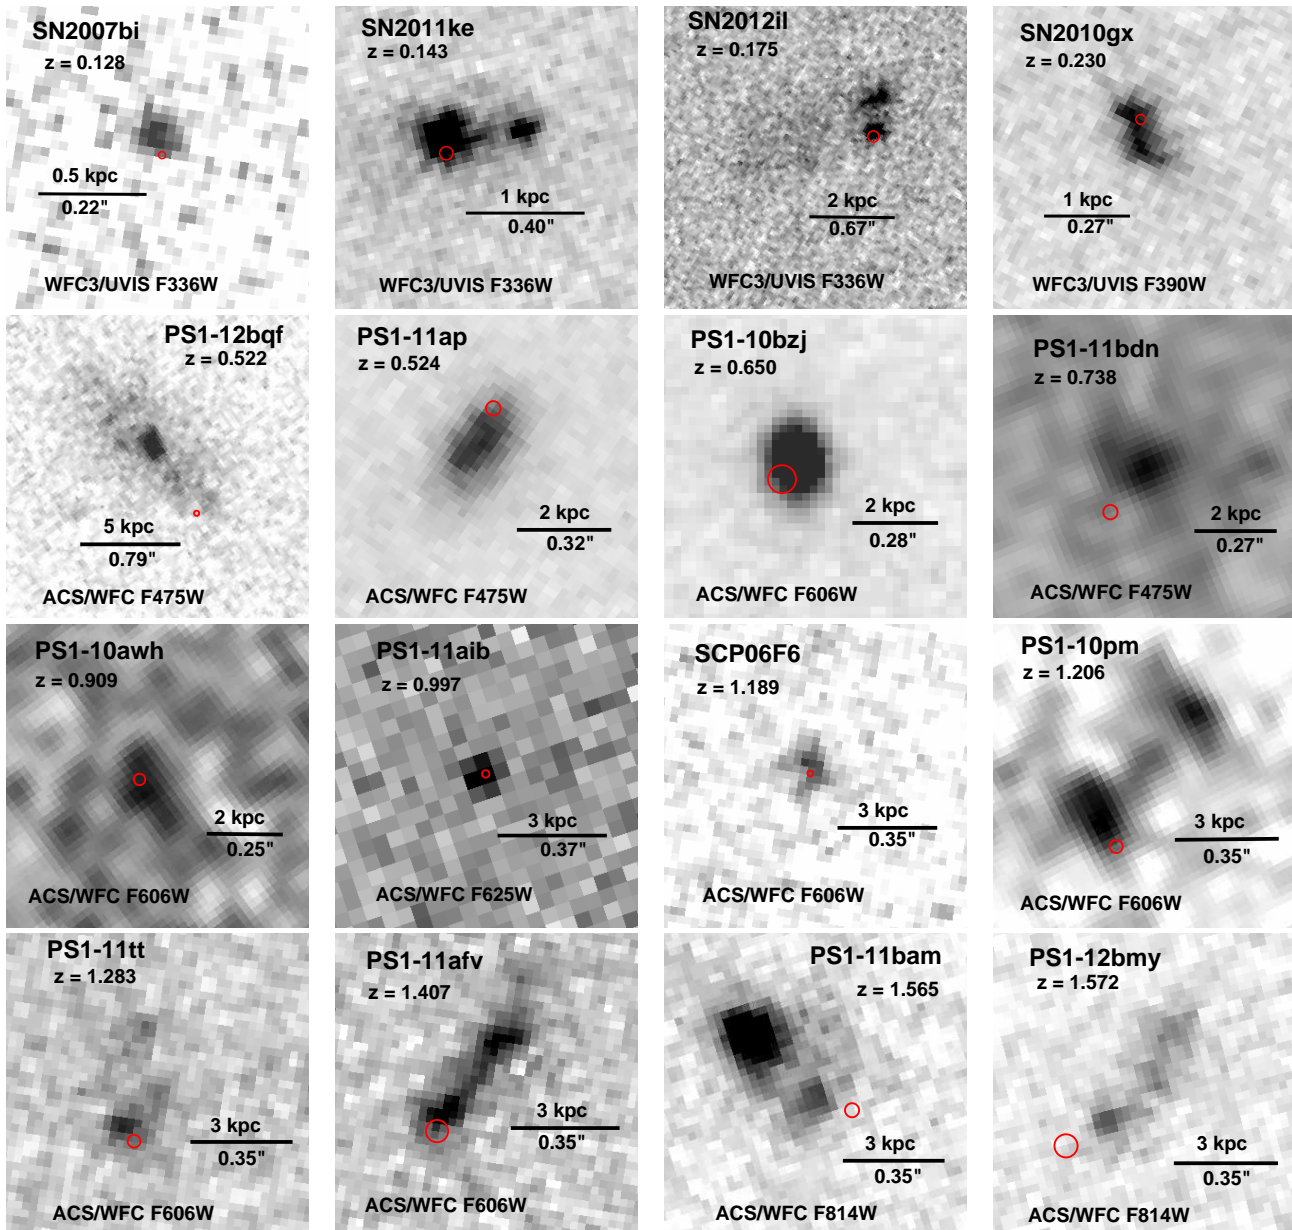 SN2007bi
z = 0.128
0.5 kpc
0.22"
WFC3/UVIS F336W
SN2011ke
z = 0.143
1 kpc
0.40"
WFC3/UVIS F336W
SN2012il
z = 0.175
2 kpc
0.67"
WFC3/UVIS F336W
SN2010gx
z = 0.230
1 kpc
0.27"
WFC3/UVIS F390W
PS1-12bqf
z = 0.522
5 kpc
0.79"
ACS/WFC F475W
PS1-11ap
z = 0.524
2 kpc
0.32"
ACS/WFC F475W
PS1-10bzj
z = 0.650
2 kpc
0.28"
ACS/WFC F606W
PS1-11bdn
z = 0.738
2 kpc
0.27"
ACS/WFC F475W
PS1-10awh
z = 0.909
2 kpc
0.25"
ACS/WFC F606W
PS1-11aib
z = 0.997
3 kpc
0.37"
ACS/WFC F625W
SCP06F6
z = 1.189
3 kpc
0.35"
ACS/WFC F606W
PS1-10pm
z = 1.206
3 kpc
0.35"
ACS/WFC F606W
PS1-11tt
z = 1.283
3 kpc
0.35"
ACS/WFC F606W
PS1-11afv
z = 1.407
3 kpc
0.35"
ACS/WFC F606W
PS1-11bam
z = 1.565
3 kpc
0.35"
ACS/WFC F814W
PS1-12bmy
z = 1.572
3 kpc
0.35"
ACS/WFC F814W